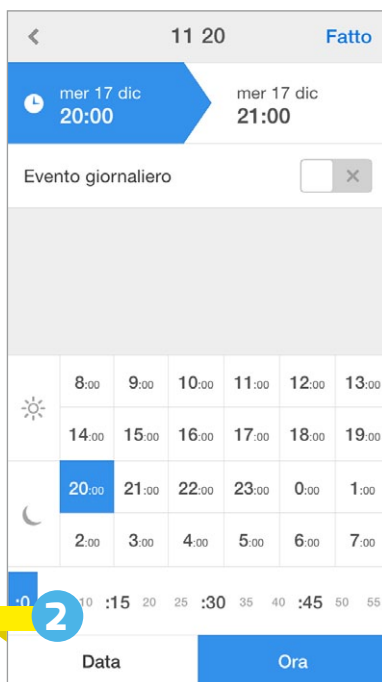 11 20 Fatto
mer 17 dic mer 17 dic
20:00 21:00
Evento giornaliero
8:00 9:00 10:00 11:00 12:00 13:00
14:00 15:00 16:00 17:00 18:00 19:00
20:00 21:00 22:00 23:00 0:00 1:00
2:00 3:00 4:00 5:00 6:00 7:00
:0 10 :15 20 25 :30 35 40 :45 50 55
2
Data Ora